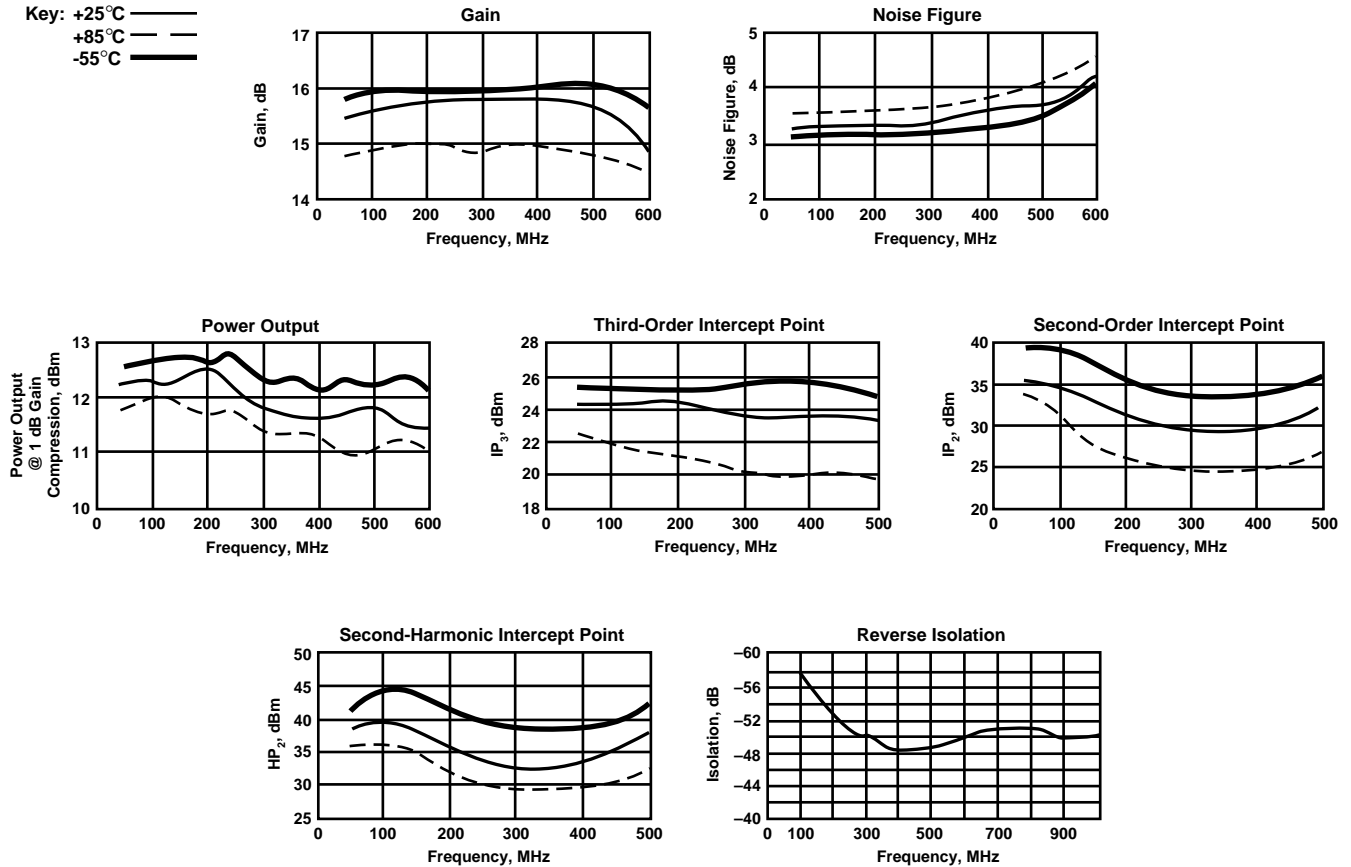 Key: +25°C
+85°C
-55°C
Gain
17
16
15
14
Gain, dB
0 100 200 300 400 500 600
Frequency, MHz
Noise Figure
5
4
3
2
Noise Figure, dB
0 100 200 300 400 500 600
Frequency, MHz
Power Output
13
12
11
10
Power Output
@ 1 dB Gain
Compression, dBm
0 100 200 300 400 500 600
Frequency, MHz
Third-Order Intercept Point
28
26
24
22
20
18
IP3, dBm
0 100 200 300 400 500
Frequency, MHz
Second-Order Intercept Point
40
35
30
25
20
IP2, dBm
0 100 200 300 400 500
Frequency, MHz
Second-Harmonic Intercept Point
50
45
40
35
30
25
HP2, dBm
0 100 200 300 400 500
Frequency, MHz
Reverse Isolation
–60
–56
–52
–48
–44
–40
Isolation, dB
0 100 300 500 700 900
Frequency, MHz